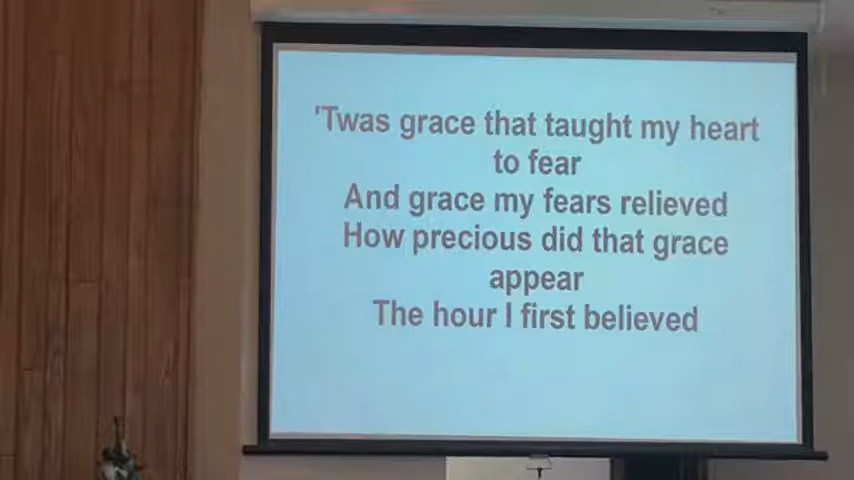 'Twas grace that taught my heart
to fear
And grace my fears relieved
How precious did that grace
appear
The hour I first believed